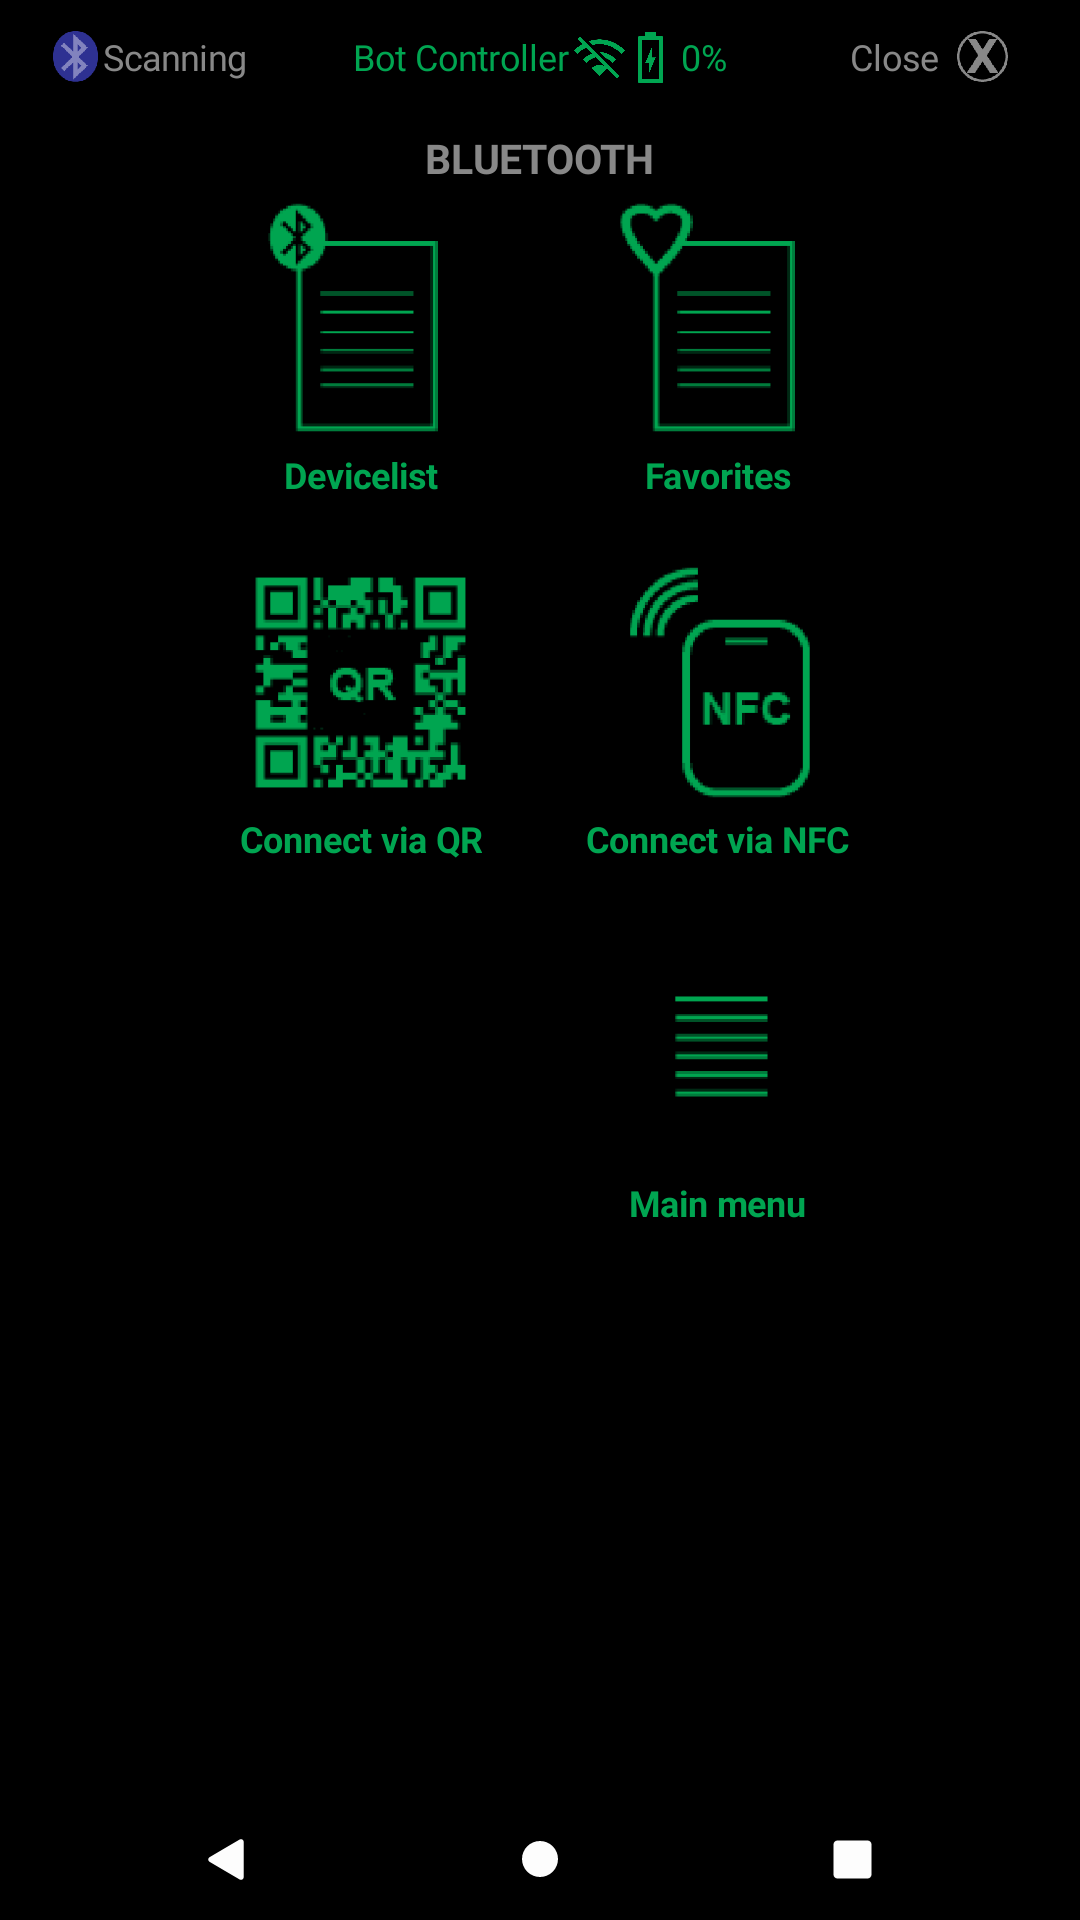 Scanning Bot Controller 0% Close X
BLUETOOTH
Devicelist Favorites
QR NFC
Connect via QR Connect via NFC
Main menu